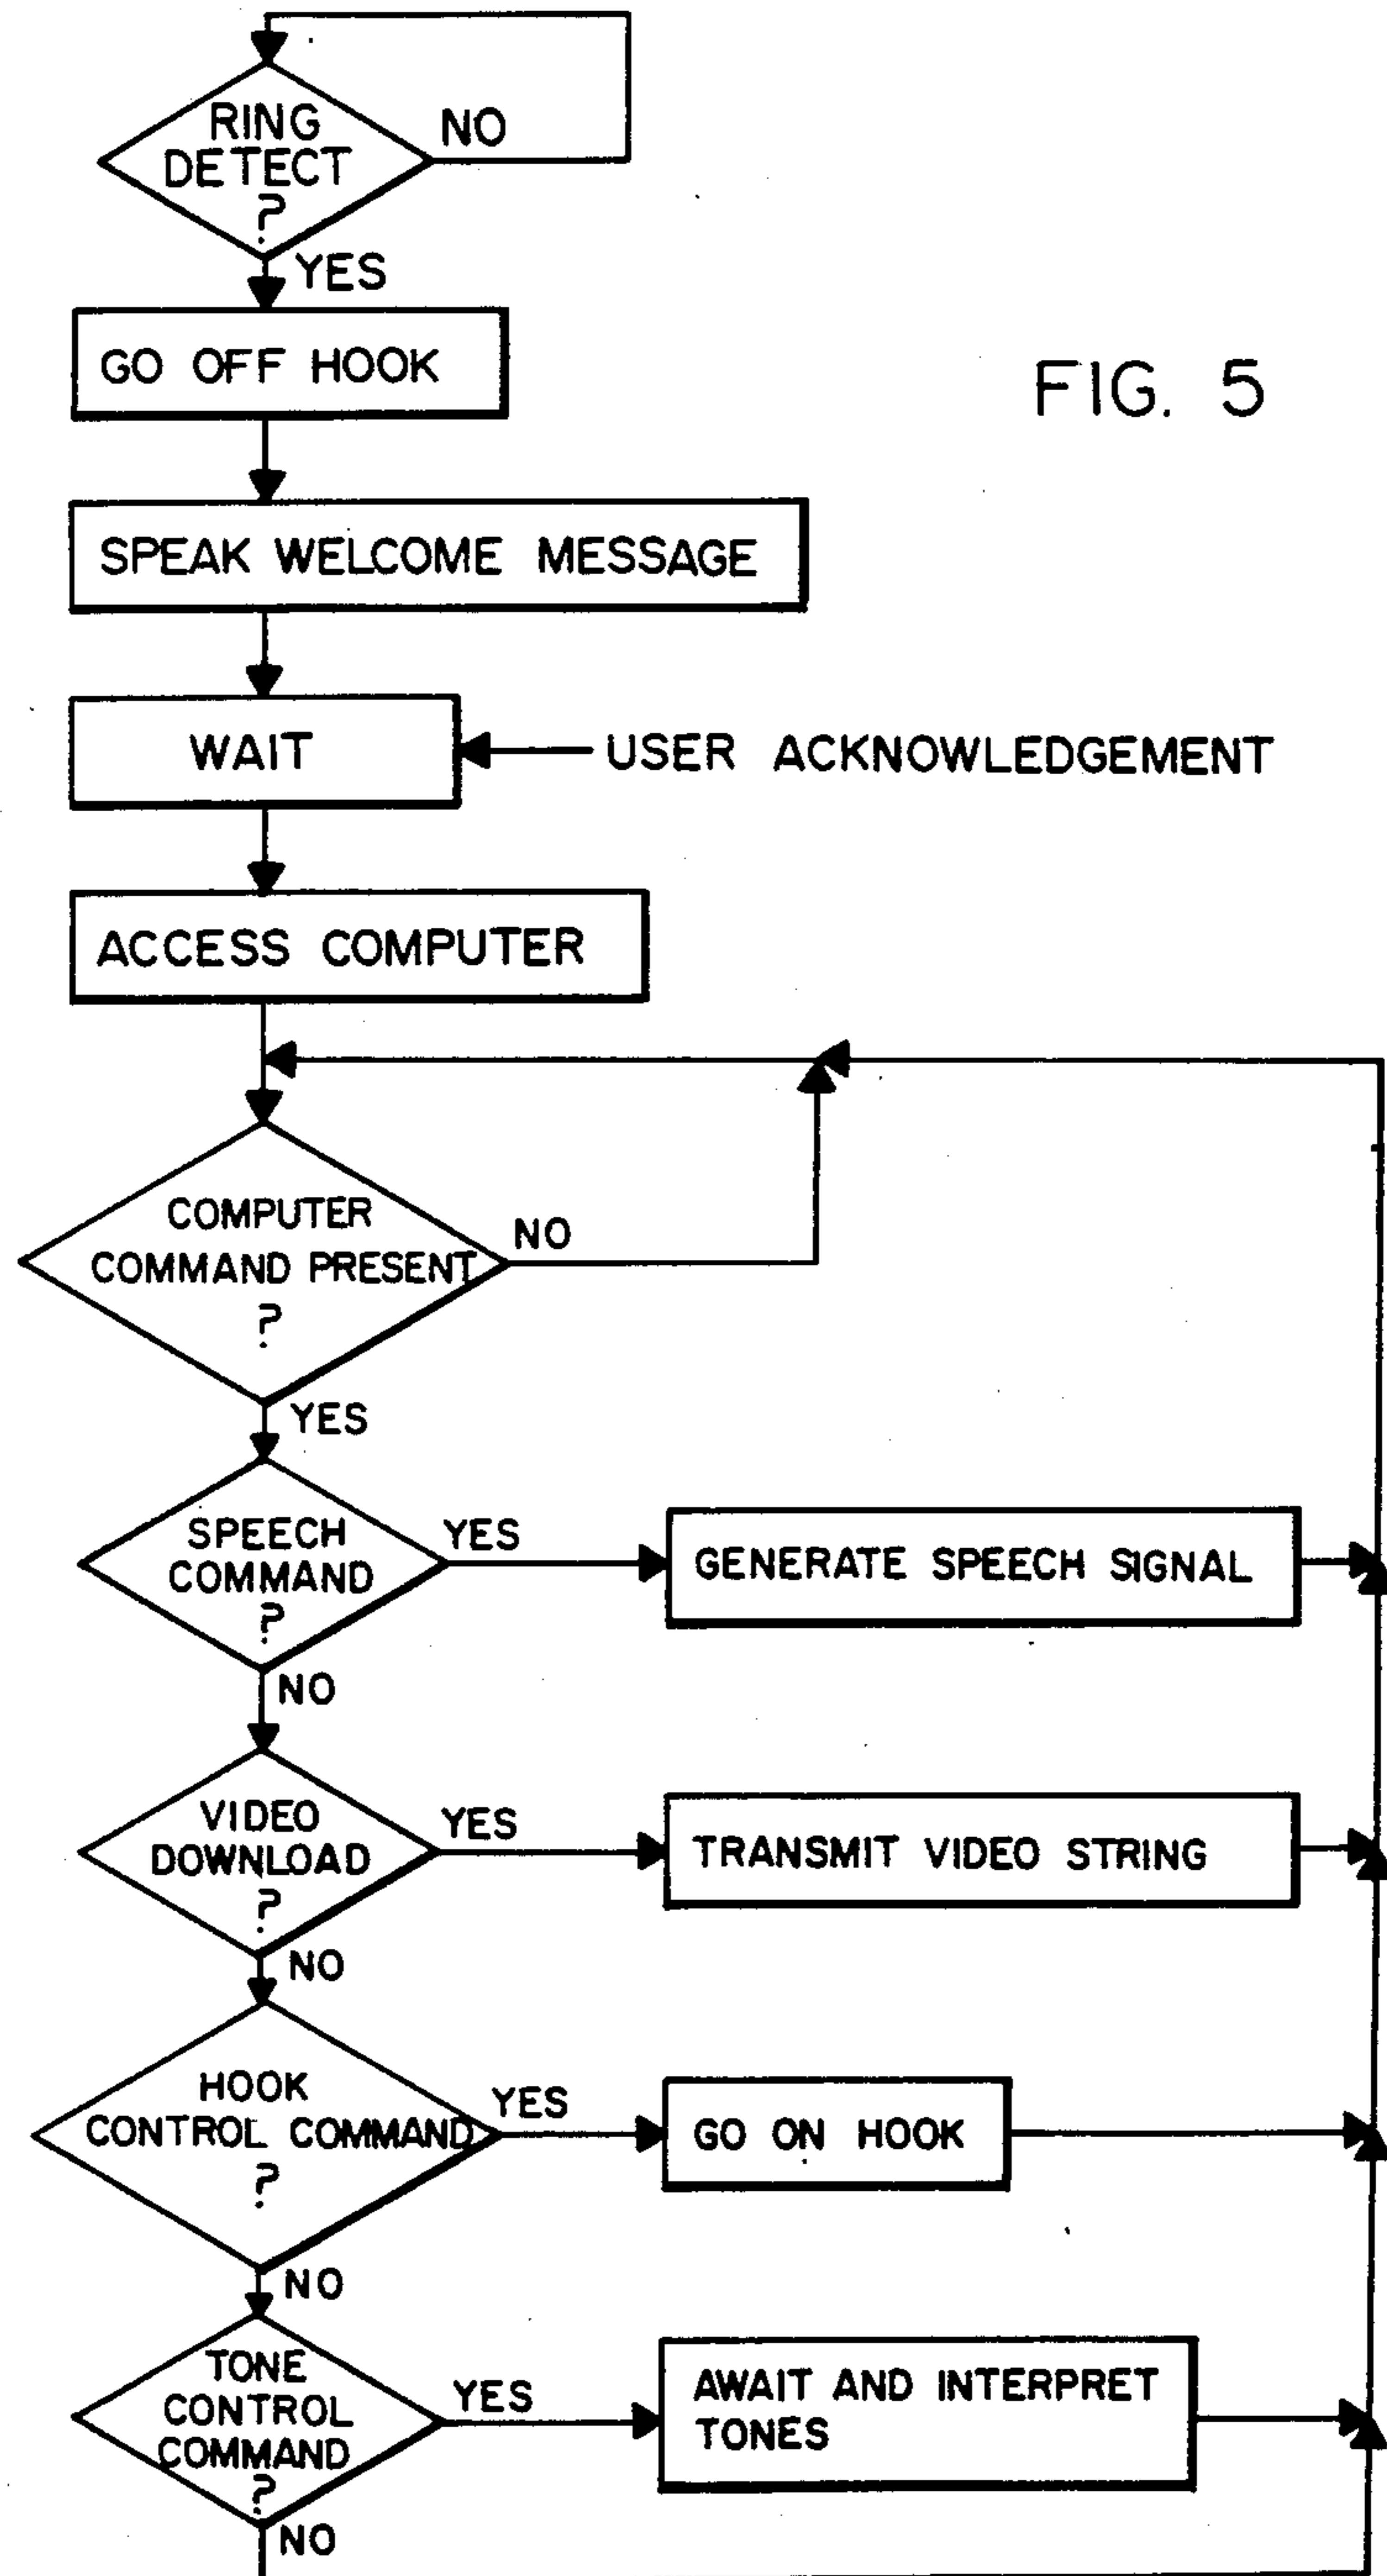 RING
DETECT
?
NO
YES
GO OFF HOOK
FIG. 5
SPEAK WELCOME MESSAGE
WAIT
USER ACKNOWLEDGEMENT
ACCESS COMPUTER
COMPUTER
COMMAND PRESENT
?
NO
YES
SPEECH
COMMAND
?
YES
GENERATE SPEECH SIGNAL
NO
VIDEO
DOWNLOAD
?
YES
TRANSMIT VIDEO STRING
NO
HOOK
CONTROL COMMAND
?
YES
GO ON HOOK
NO
TONE
CONTROL
COMMAND
?
YES
AWAIT AND INTERPRET
TONES
NO